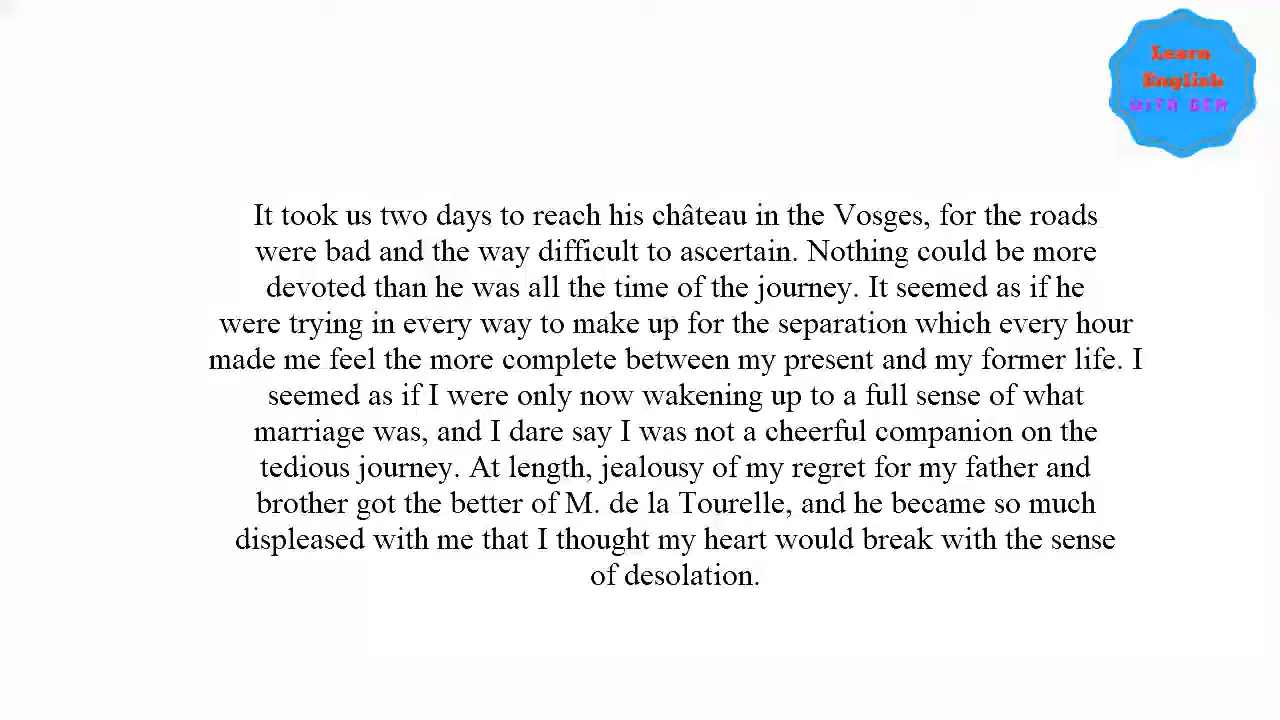 Learn
English
WITH GEM
It took us two days to reach his château in the Vosges, for the roads
were bad and the way difficult to ascertain. Nothing could be more
devoted than he was all the time of the journey. It seemed as if he
were trying in every way to make up for the separation which every hour
made me feel the more complete between my present and my former life. I
seemed as if I were only now wakening up to a full sense of what
marriage was, and I dare say I was not a cheerful companion on the
tedious journey. At length, jealousy of my regret for my father and
brother got the better of M. de la Tourelle, and he became so much
displeased with me that I thought my heart would break with the sense
of desolation.